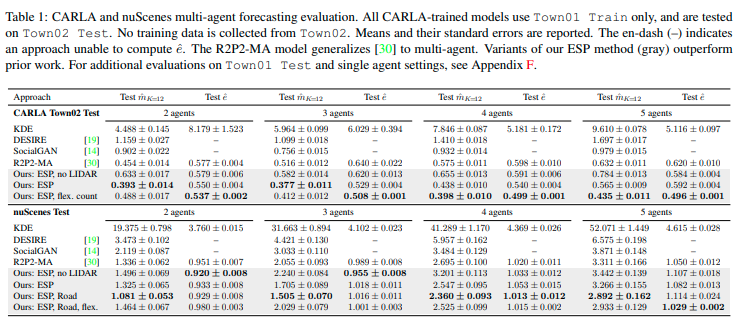 Table 1: CARLA and nuScenes multi-agent forecasting evaluation. All CARLA-trained models use Town01 Train only, and are tested
on Town02 Test. No training data is collected from Town02. Means and their standard errors are reported. The en-dash (–) indicates
an approach unable to compute ê. The R2P2-MA model generalizes [30] to multi-agent. Variants of our ESP method (gray) outperform
prior work. For additional evaluations on Town01 Test and single agent settings, see Appendix F.
Approach Test m̂K=12 Test ê Test m̂K=12 Test ê Test m̂K=12 Test ê Test m̂K=12 Test ê
CARLA Town02 Test 2 agents 3 agents 4 agents 5 agents
KDE 4.488 ± 0.145 8.179 ± 1.523 5.964 ± 0.099 6.029 ± 0.394 7.846 ± 0.087 5.181 ± 0.172 9.610 ± 0.078 5.116 ± 0.097
DESIRE [19] 1.159 ± 0.027 – 1.099 ± 0.018 – 1.410 ± 0.018 – 1.697 ± 0.017 –
SocialGAN [14] 0.902 ± 0.022 – 0.756 ± 0.015 – 0.932 ± 0.014 – 0.979 ± 0.015 –
R2P2-MA [30] 0.454 ± 0.014 0.577 ± 0.004 0.516 ± 0.012 0.640 ± 0.022 0.575 ± 0.011 0.598 ± 0.010 0.632 ± 0.011 0.620 ± 0.010
Ours: ESP, no LIDAR 0.633 ± 0.017 0.579 ± 0.006 0.582 ± 0.014 0.620 ± 0.013 0.655 ± 0.013 0.591 ± 0.006 0.784 ± 0.013 0.584 ± 0.004
Ours: ESP 0.393 ± 0.014 0.550 ± 0.004 0.377 ± 0.011 0.529 ± 0.004 0.438 ± 0.010 0.540 ± 0.004 0.565 ± 0.009 0.592 ± 0.004
Ours: ESP, flex. count 0.488 ± 0.017 0.537 ± 0.002 0.412 ± 0.012 0.508 ± 0.001 0.398 ± 0.010 0.499 ± 0.001 0.435 ± 0.011 0.496 ± 0.001
nuScenes Test 2 agents 3 agents 4 agents 5 agents
KDE 19.375 ± 0.798 3.760 ± 0.015 31.663 ± 0.894 4.102 ± 0.023 41.289 ± 1.170 4.369 ± 0.026 52.071 ± 1.449 4.615 ± 0.028
DESIRE [19] 3.473 ± 0.102 – 4.421 ± 0.130 – 5.957 ± 0.162 – 6.575 ± 0.198 –
SocialGAN [14] 2.119 ± 0.087 – 3.033 ± 0.110 – 3.484 ± 0.129 – 3.871 ± 0.148 –
R2P2-MA [30] 1.336 ± 0.062 0.951 ± 0.007 2.055 ± 0.093 0.989 ± 0.008 2.695 ± 0.100 1.020 ± 0.011 3.311 ± 0.166 1.050 ± 0.012
Ours: ESP, no LIDAR 1.496 ± 0.069 0.920 ± 0.008 2.240 ± 0.084 0.955 ± 0.008 3.201 ± 0.113 1.033 ± 0.012 3.442 ± 0.139 1.107 ± 0.018
Ours: ESP 1.325 ± 0.065 0.933 ± 0.008 1.705 ± 0.089 1.018 ± 0.011 2.547 ± 0.095 1.053 ± 0.015 3.266 ± 0.155 1.082 ± 0.013
Ours: ESP, Road 1.081 ± 0.053 0.929 ± 0.008 1.505 ± 0.070 1.016 ± 0.011 2.360 ± 0.093 1.013 ± 0.012 2.892 ± 0.162 1.114 ± 0.024
Ours: ESP, Road, flex. 1.464 ± 0.067 0.980 ± 0.003 2.029 ± 0.079 1.001 ± 0.003 2.525 ± 0.099 1.015 ± 0.002 2.933 ± 0.129 1.029 ± 0.002